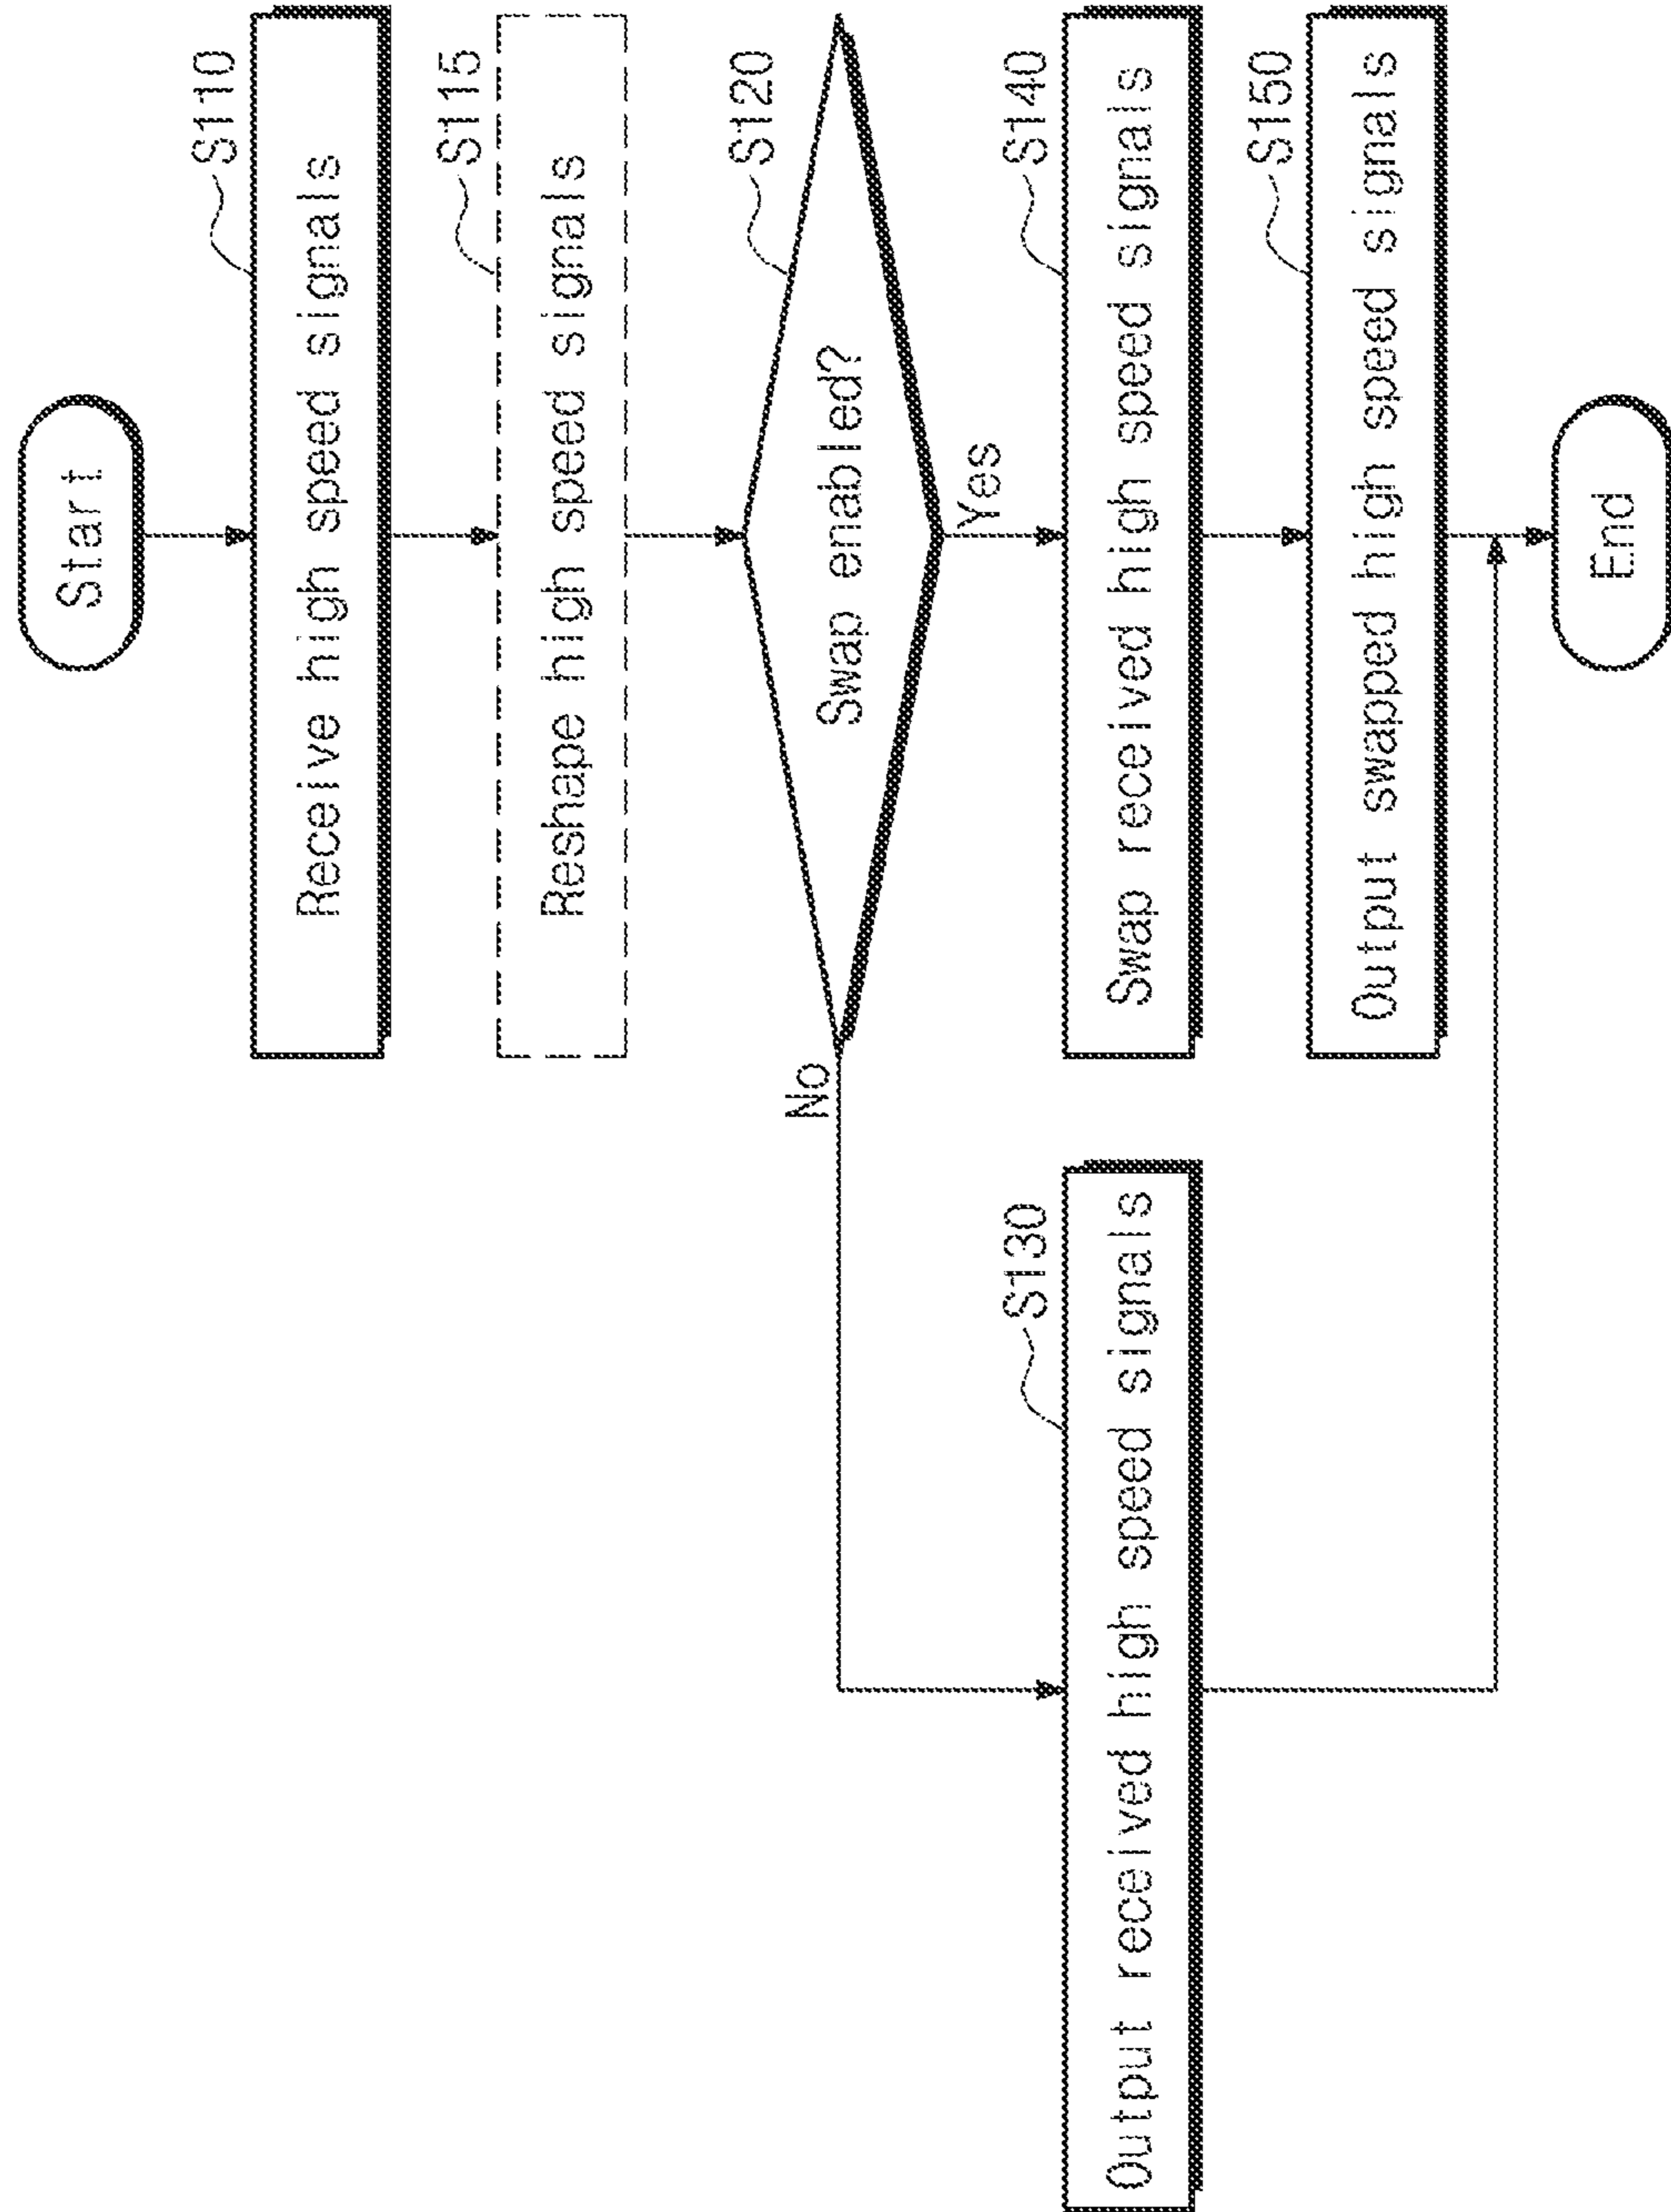 Start
S110
Receive high speed signals
S115
Reshape high speed signals
S120
Swap enabled?
No
Yes
S130
Output received high speed signals
S140
Swap received high speed signals
S150
Output swapped high speed signals
End